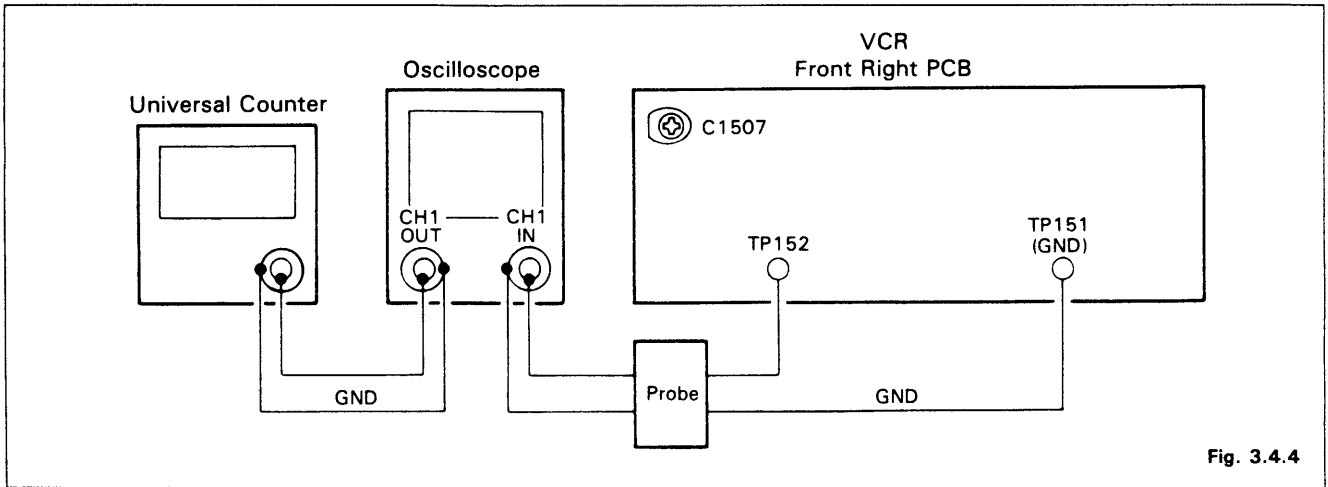 VCR
Front Right PCB
Oscilloscope
Universal Counter
C1507
CH1
OUT
CH1
IN
TP152
TP151
(GND)
GND
Probe
GND
Fig. 3.4.4